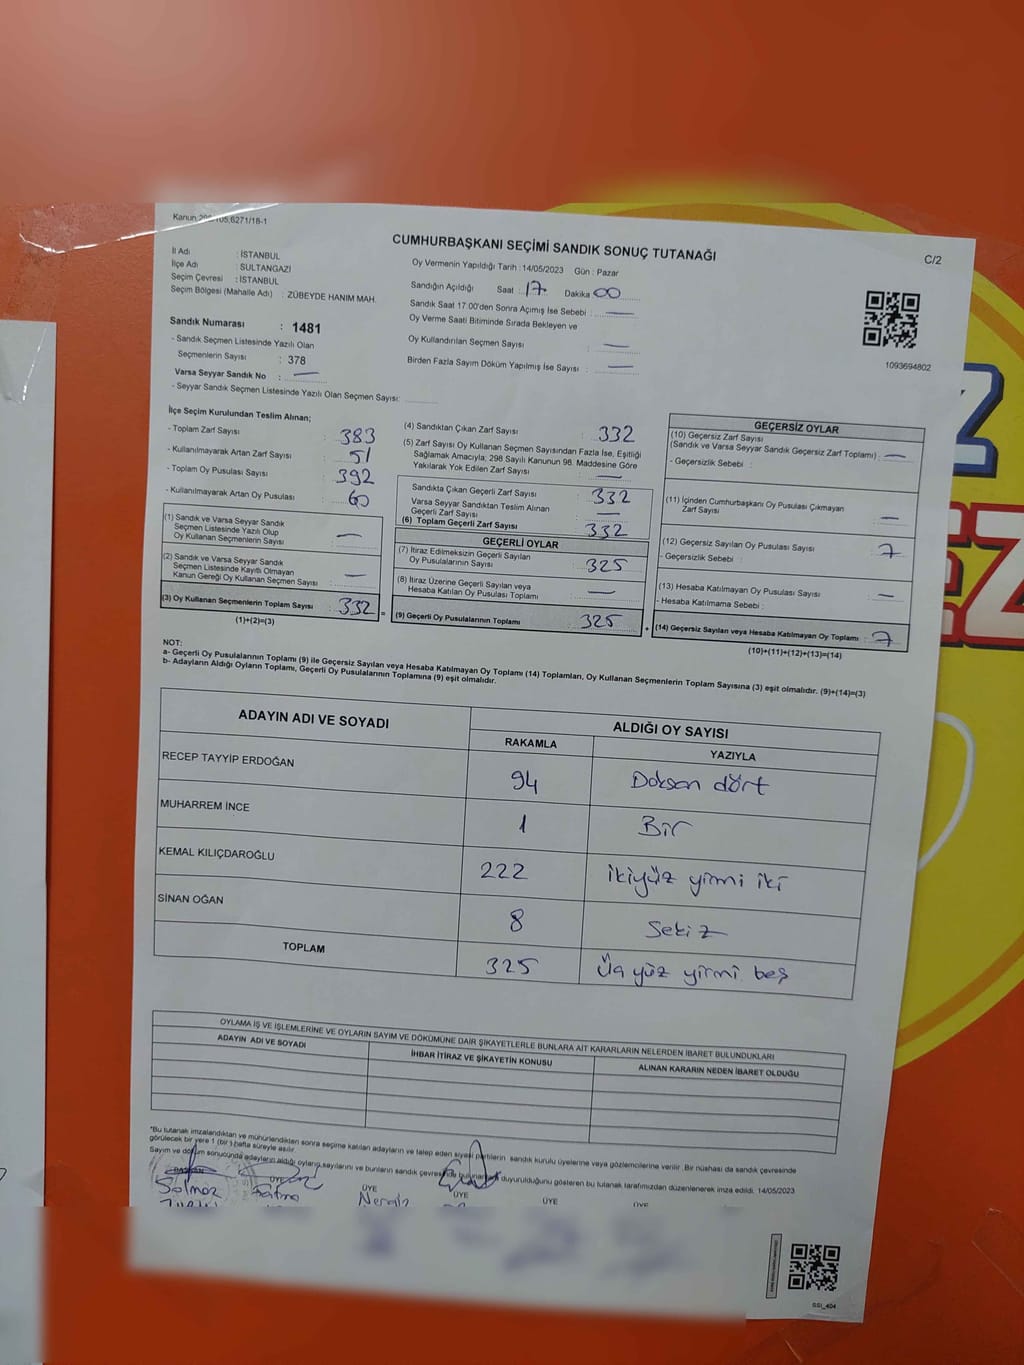 CUMHURBAŞKANI SEÇİMİ SANDIK SONUÇ TUTANAĞI
C/2
İl Adı : İSTANBUL
İlçe Adı : SULTANGAZİ
Seçim Çevresi : İSTANBUL
Seçim Bölgesi (Mahalle Adı) : ZÜBEYDE HANIM MAH.
Oy Vermenin Yapıldığı Tarih : 14/05/2023 Gün : Pazar
Sandığın Açıldığı Saat : 17 Dakika 00
Sandık Saat 17.00'den Sonra Açımış İse Sebebi : —
Oy Verme Saati Bitiminde Sırada Bekleyen ve
Oy Kullandırılan Seçmen Sayısı : —
Birden Fazla Sayım Döküm Yapılmış İse Sayısı : —
1093694802
Sandık Numarası : 1481
- Sandık Seçmen Listesinde Yazılı Olan
Seçmenlerin Sayısı : 378
Varsa Seyyar Sandık No : —
- Seyyar Sandık Seçmen Listesinde Yazılı Olan Seçmen Sayısı:
İlçe Seçim Kurulundan Teslim Alınan;
- Toplam Zarf Sayısı : 383
- Kullanılmayarak Artan Zarf Sayısı : 51
- Toplam Oy Pusulası Sayısı : 392
- Kullanılmayarak Artan Oy Pusulası : 60
(1) Sandık ve Varsa Seyyar Sandık
Seçmen Listesinde Yazılı Olup
Oy Kullanan Seçmenlerin Sayısı : —
(2) Sandık ve Varsa Seyyar Sandık
Seçmen Listesinde Kayıtlı Olmayan
Kanun Gereği Oy Kullanan Seçmen Sayısı : —
(3) Oy Kullanan Seçmenlerin Toplam Sayısı : 332
(1)+(2)=(3)
(4) Sandıktan Çıkan Zarf Sayısı : 332
(5) Zarf Sayısı Oy Kullanan Seçmen Sayısından Fazla İse, Eşitliği
Sağlamak Amacıyla; 298 Sayılı Kanunun 98. Maddesine Göre
Yakılarak Yok Edilen Zarf Sayısı : —
Sandıkta Çıkan Geçerli Zarf Sayısı : 332
Varsa Seyyar Sandıktan Teslim Alınan
Geçerli Zarf Sayısı : —
(6) Toplam Geçerli Zarf Sayısı : 332
GEÇERLİ OYLAR
(7) İtiraz Edilmeksizin Geçerli Sayılan
Oy Pusulalarının Sayısı : 325
(8) İtiraz Üzerine Geçerli Sayılan veya
Hesaba Katılan Oy Pusulası Toplamı : —
(9) Geçerli Oy Pusulalarının Toplamı : 325
GEÇERSİZ OYLAR
(10) Geçersiz Zarf Sayısı
(Sandık ve Varsa Seyyar Sandık Geçersiz Zarf Toplamı) : —
- Geçersizlik Sebebi :
(11) İçinden Cumhurbaşkanı Oy Pusulası Çıkmayan
Zarf Sayısı : —
(12) Geçersiz Sayılan Oy Pusulası Sayısı : 7
- Geçersizlik Sebebi :
(13) Hesaba Katılmayan Oy Pusulası Sayısı : —
- Hesaba Katılmama Sebebi :
(14) Geçersiz Sayılan veya Hesaba Katılmayan Oy Toplamı : 7
(10)+(11)+(12)+(13)=(14)
NOT:
a- Geçerli Oy Pusulalarının Toplamı (9) ile Geçersiz Sayılan veya Hesaba Katılmayan Oy Toplamı (14) Toplamları, Oy Kullanan Seçmenlerin Toplam Sayısına (3) eşit olmalıdır. (9)+(14)=(3)
b- Adayların Aldığı Oyların Toplamı, Geçerli Oy Pusulalarının Toplamına (9) eşit olmalıdır.
ADAYIN ADI VE SOYADI ALDIĞI OY SAYISI
RAKAMLA YAZIYLA
RECEP TAYYİP ERDOĞAN 94 Doksan dört
MUHARREM İNCE 1 Bir
KEMAL KILIÇDAROĞLU 222 ikiyüz yirmi iki
SİNAN OĞAN 8 Sekiz
TOPLAM 325 Üç yüz yirmi beş
OYLAMA İŞ VE İŞLEMLERİNE VE OYLARIN SAYIM VE DÖKÜMÜNE DAİR ŞİKAYETLERLE BUNLARA AİT KARARLARIN NELERDEN İBARET BULUNDUKLARI
ADAYIN ADI VE SOYADI İHBAR İTİRAZ VE ŞİKAYETİN KONUSU ALINAN KARARIN NEDEN İBARET OLDUĞU
*Bu tutanak imzalandıktan ve mühürlendikten sonra seçime katılan adayların ve talep eden siyasi partilerin sandık kurulu üyelerine veya gözlemcilerine verilir. Bir nüshası da sandık çevresinde
görülecek bir yere 1 (bir) hafta süreyle asılır
Sayım ve döküm sonucunda adayların aldığı oyların sayılarını ve bunların sandık çevresinde duyurulduğunu gösteren bu tutanak tarafımızdan düzenlenerek imza edildi. 14/05/2023
ÜYE ÜYE ÜYE ÜYE
Fatma
SSI_404